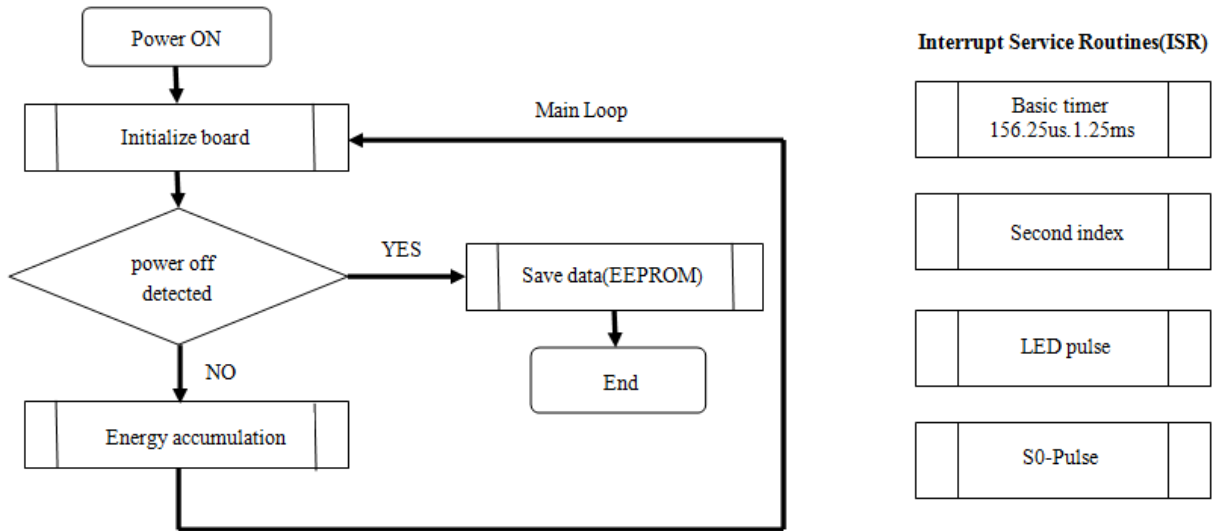 Power ON
Initialize board
Main Loop
power off
detected
YES
Save data(EEPROM)
End
NO
Energy accumulation
Interrupt Service Routines(ISR)
Basic timer
156.25us.1.25ms
Second index
LED pulse
S0-Pulse